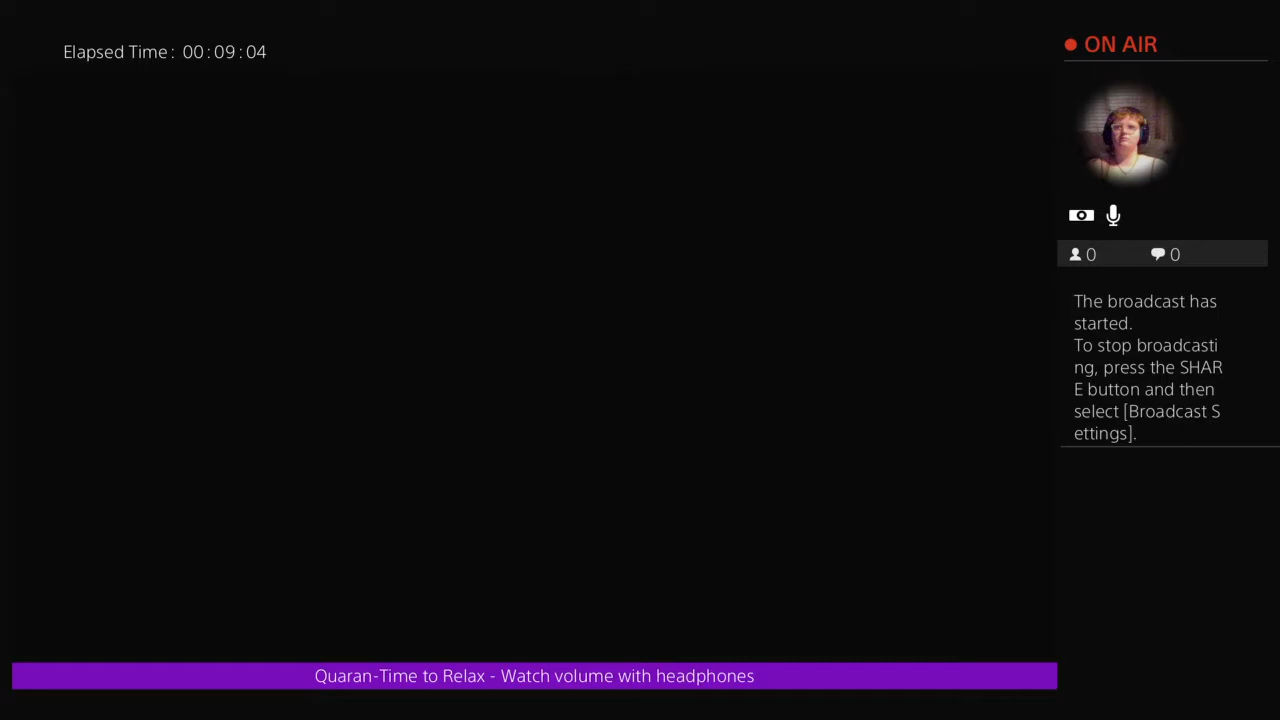 Elapsed Time: 00:09:04
ON AIR
0 0
The broadcast has
started.
To stop broadcasti
ng, press the SHAR
E button and then
select [Broadcast S
ettings].
Quaran-Time to Relax - Watch volume with headphones